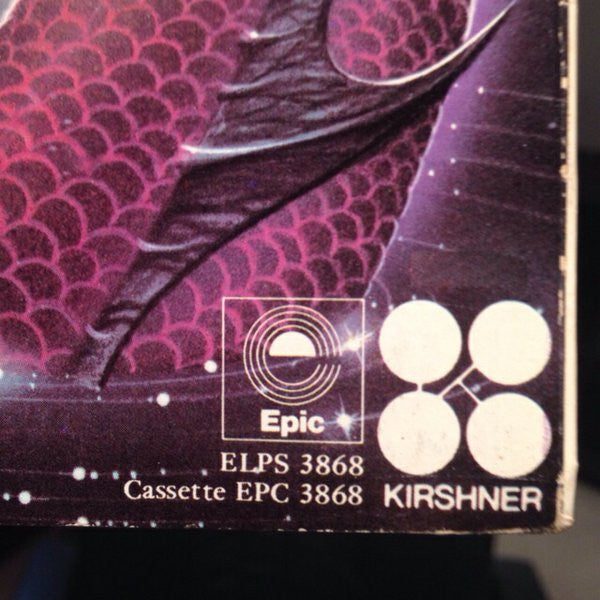 Epic
ELPS 3868
Cassette EPC 3868
KIRSHNER